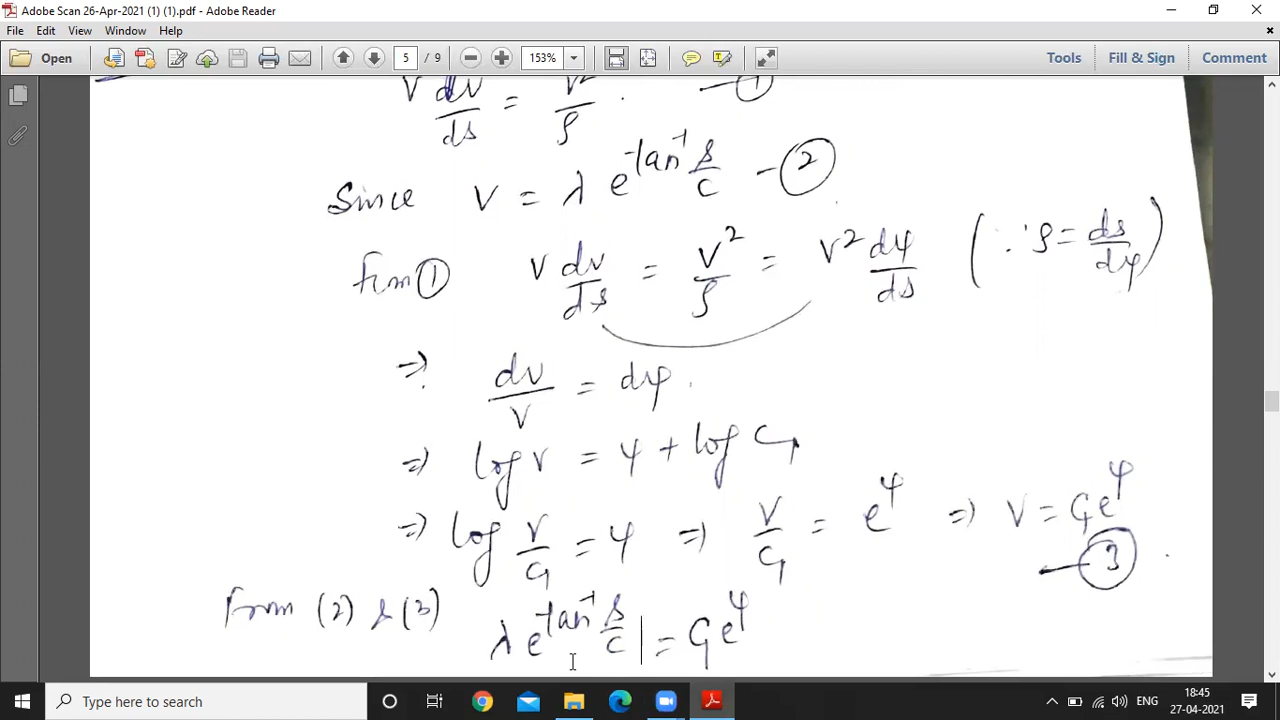 Adobe Scan 26-Apr-2021 (1) (1).pdf - Adobe Reader
File Edit View Window Help
Open 5 / 9 153% Tools Fill & Sign Comment
V dv/ds = V²/ρ . — ①
Since V = λ e^{tan⁻¹ s/c} — ②
From ① V dv/ds = V²/ρ = V² dψ/ds (∵ ρ = ds/dψ)
⇒ dv/V = dψ.
⇒ log V = ψ + log C₁
⇒ log V/C₁ = ψ ⇒ V/C₁ = e^ψ ⇒ V = C₁e^ψ — ③
From (2) & (3) λ e^{tan⁻¹ s/c} = C₁e^ψ
Type here to search
ENG 18:45
27-04-2021